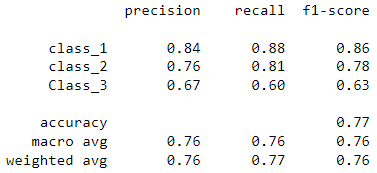 precision recall f1-score
class_1 0.84 0.88 0.86
class_2 0.76 0.81 0.78
Class_3 0.67 0.60 0.63
accuracy 0.77
macro avg 0.76 0.76 0.76
weighted avg 0.76 0.77 0.76